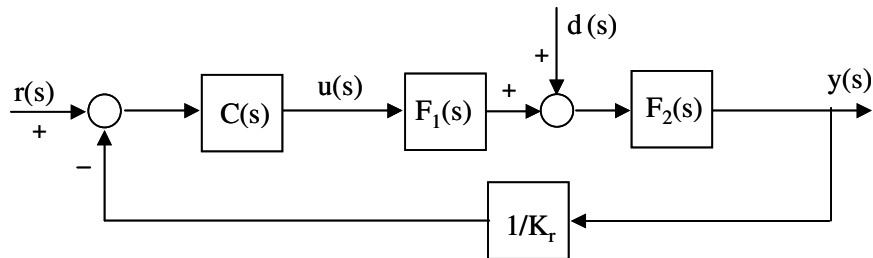 d (s)
+
r(s)
+
−
C(s)
u(s)
F₁(s)
+
F₂(s)
y(s)
1/Kᵣ